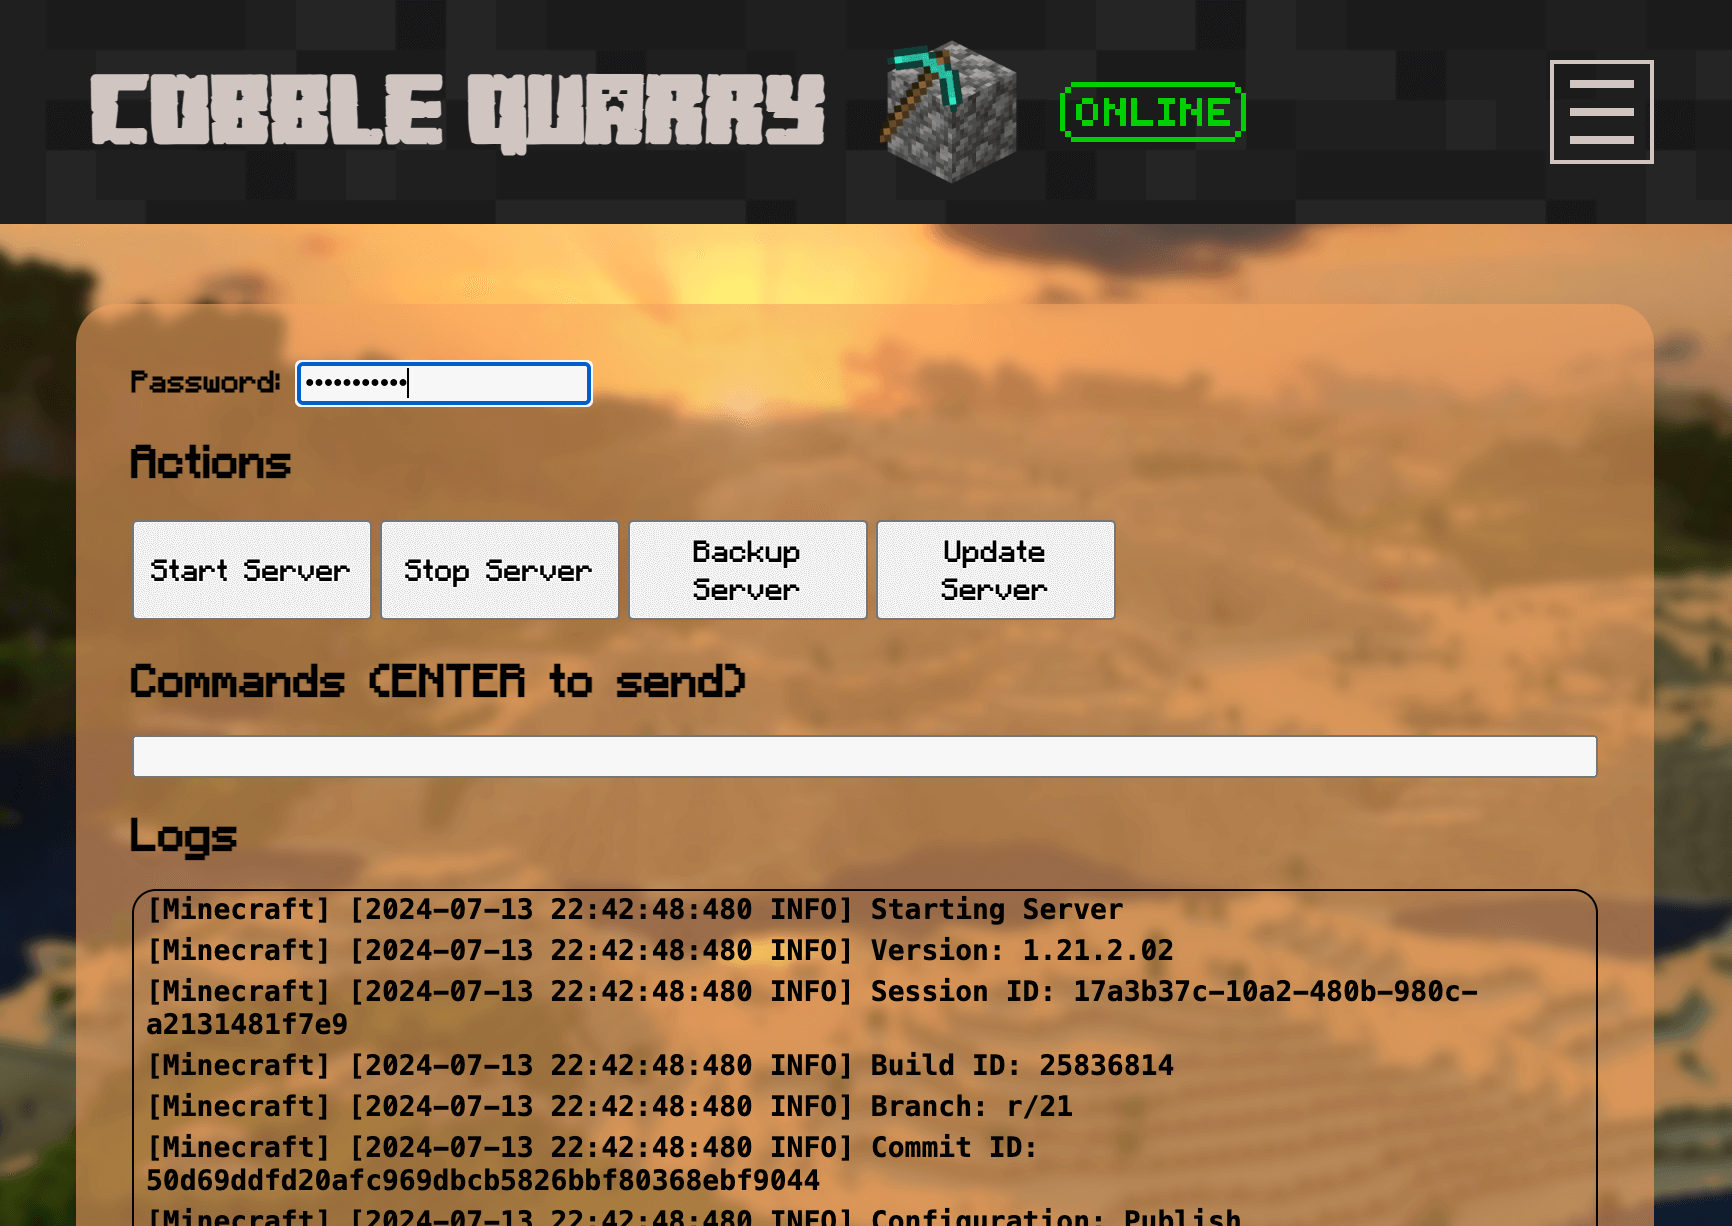 COBBLE QUARRY
ONLINE
Password: •••••••••••
Actions
Start Server
Stop Server
Backup
Server
Update
Server
Commands (ENTER to send)
Logs
[Minecraft] [2024-07-13 22:42:48:480 INFO] Starting Server
[Minecraft] [2024-07-13 22:42:48:480 INFO] Version: 1.21.2.02
[Minecraft] [2024-07-13 22:42:48:480 INFO] Session ID: 17a3b37c-10a2-480b-980c-
a2131481f7e9
[Minecraft] [2024-07-13 22:42:48:480 INFO] Build ID: 25836814
[Minecraft] [2024-07-13 22:42:48:480 INFO] Branch: r/21
[Minecraft] [2024-07-13 22:42:48:480 INFO] Commit ID:
50d69ddfd20afc969dbcb5826bbf80368ebf9044
[Minecraft] [2024-07-13 22:42:48:480 INFO] Configuration: Publish